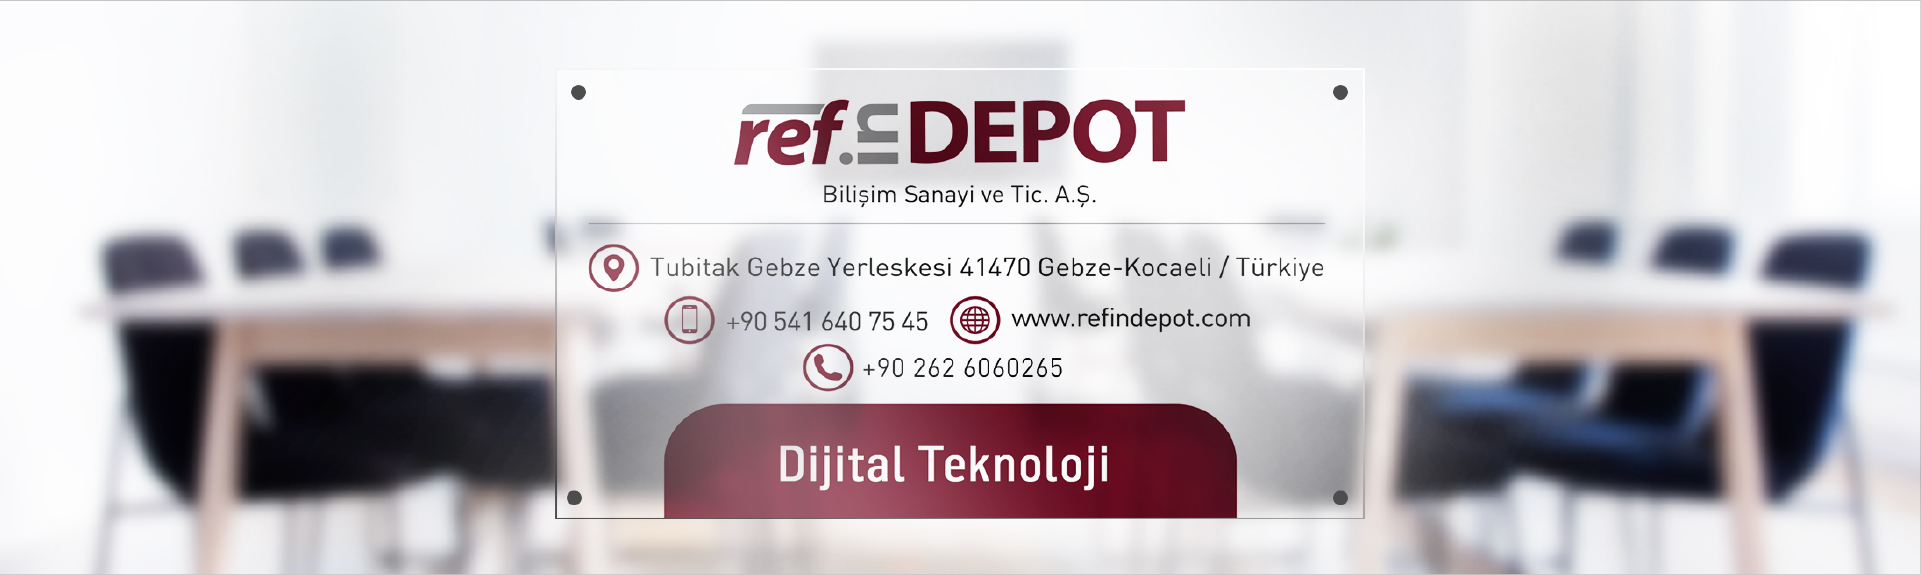 ref.in DEPOT
Bilişim Sanayi ve Tic. A.Ş.
Tubitak Gebze Yerleskesi 41470 Gebze-Kocaeli / Türkiye
+90 541 640 75 45 www.refindepot.com
+90 262 6060265
Dijital Teknoloji